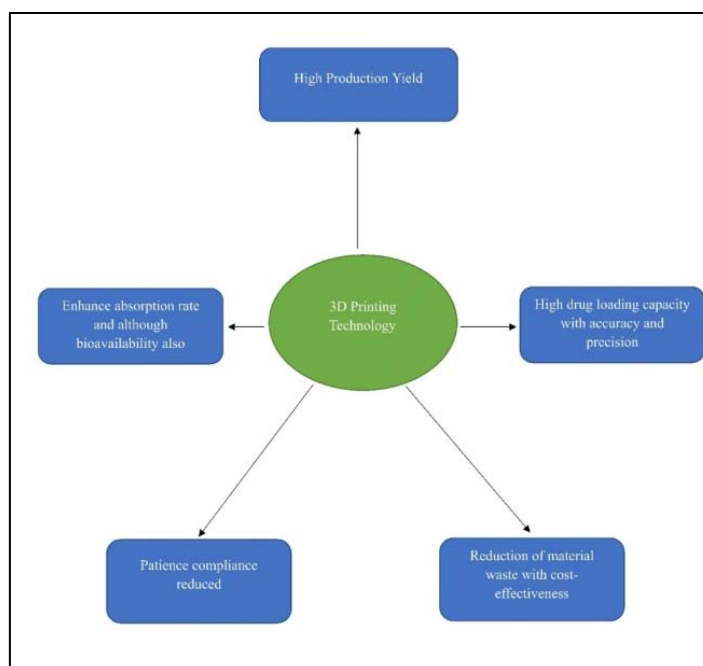 High Production Yield
3D Printing
Technology
Enhance absorption rate
and although
bioavailability also
High drug loading capacity
with accuracy and
precision
Patience compliance
reduced
Reduction of material
waste with cost-
effectiveness